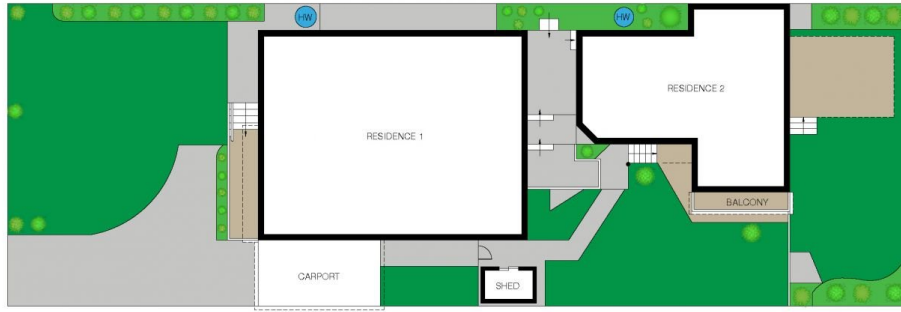 HW
HW
RESIDENCE 2
RESIDENCE 1
BALCONY
CARPORT
SHED